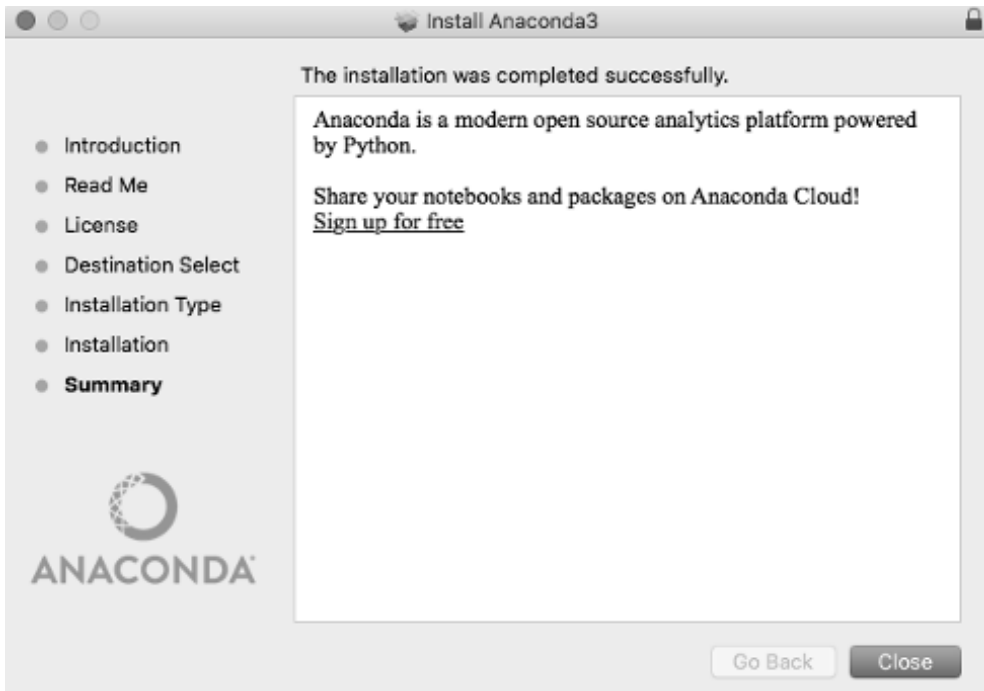 Install Anaconda3
The installation was completed successfully.
Introduction
Read Me
License
Destination Select
Installation Type
Installation
Summary
Anaconda is a modern open source analytics platform powered
by Python.
Share your notebooks and packages on Anaconda Cloud!
Sign up for free
ANACONDA
Go Back
Close